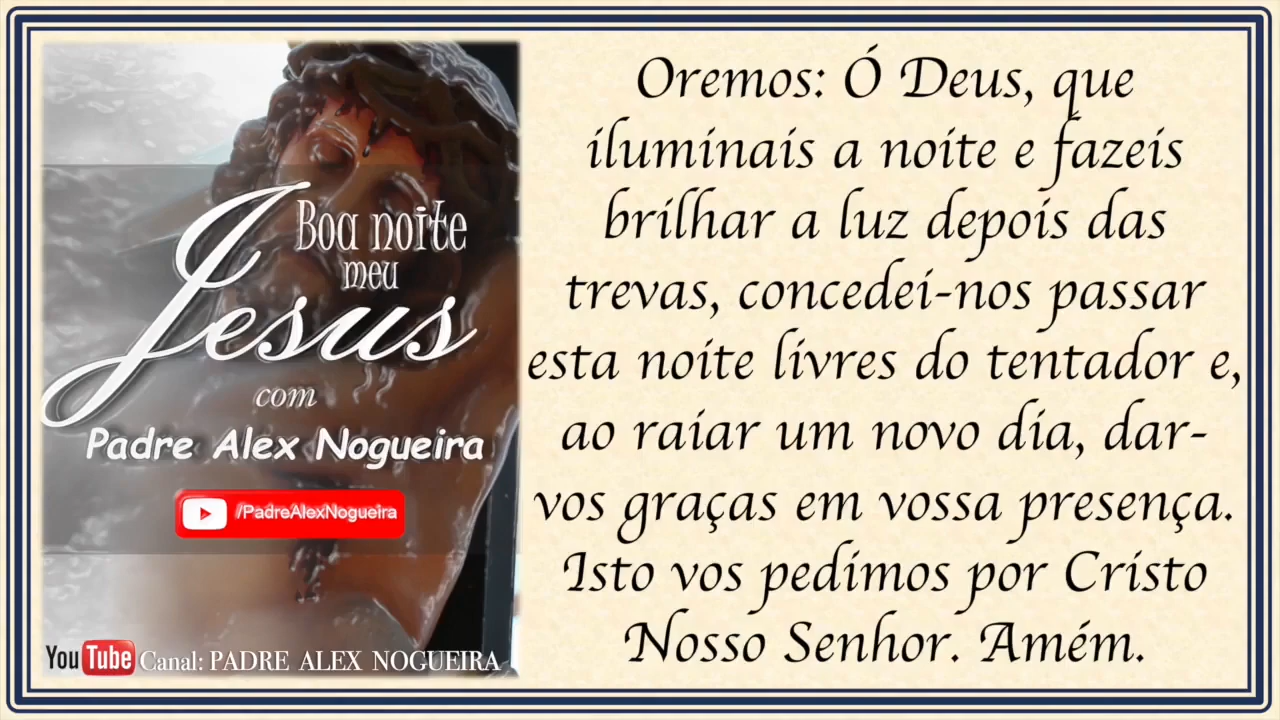 Boa noite
meu
Jesus
com
Padre Alex Nogueira
/PadreAlexNogueira
YouTube Canal: PADRE ALEX NOGUEIRA
Oremos: Ó Deus, que
iluminais a noite e fazeis
brilhar a luz depois das
trevas, concedei-nos passar
esta noite livres do tentador e,
ao raiar um novo dia, dar-
vos graças em vossa presença.
Isto vos pedimos por Cristo
Nosso Senhor. Amém.